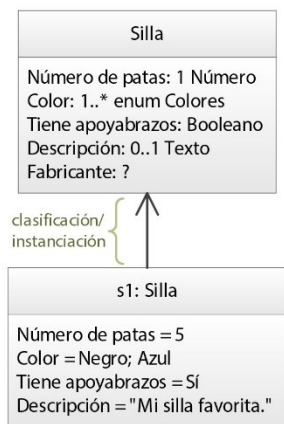 Silla
Número de patas: 1 Número
Color: 1..* enum Colores
Tiene apoyabrazos: Booleano
Descripción: 0..1 Texto
Fabricante: ?
clasificación/
instanciación
s1: Silla
Número de patas = 5
Color = Negro; Azul
Tiene apoyabrazos = Sí
Descripción = "Mi silla favorita."